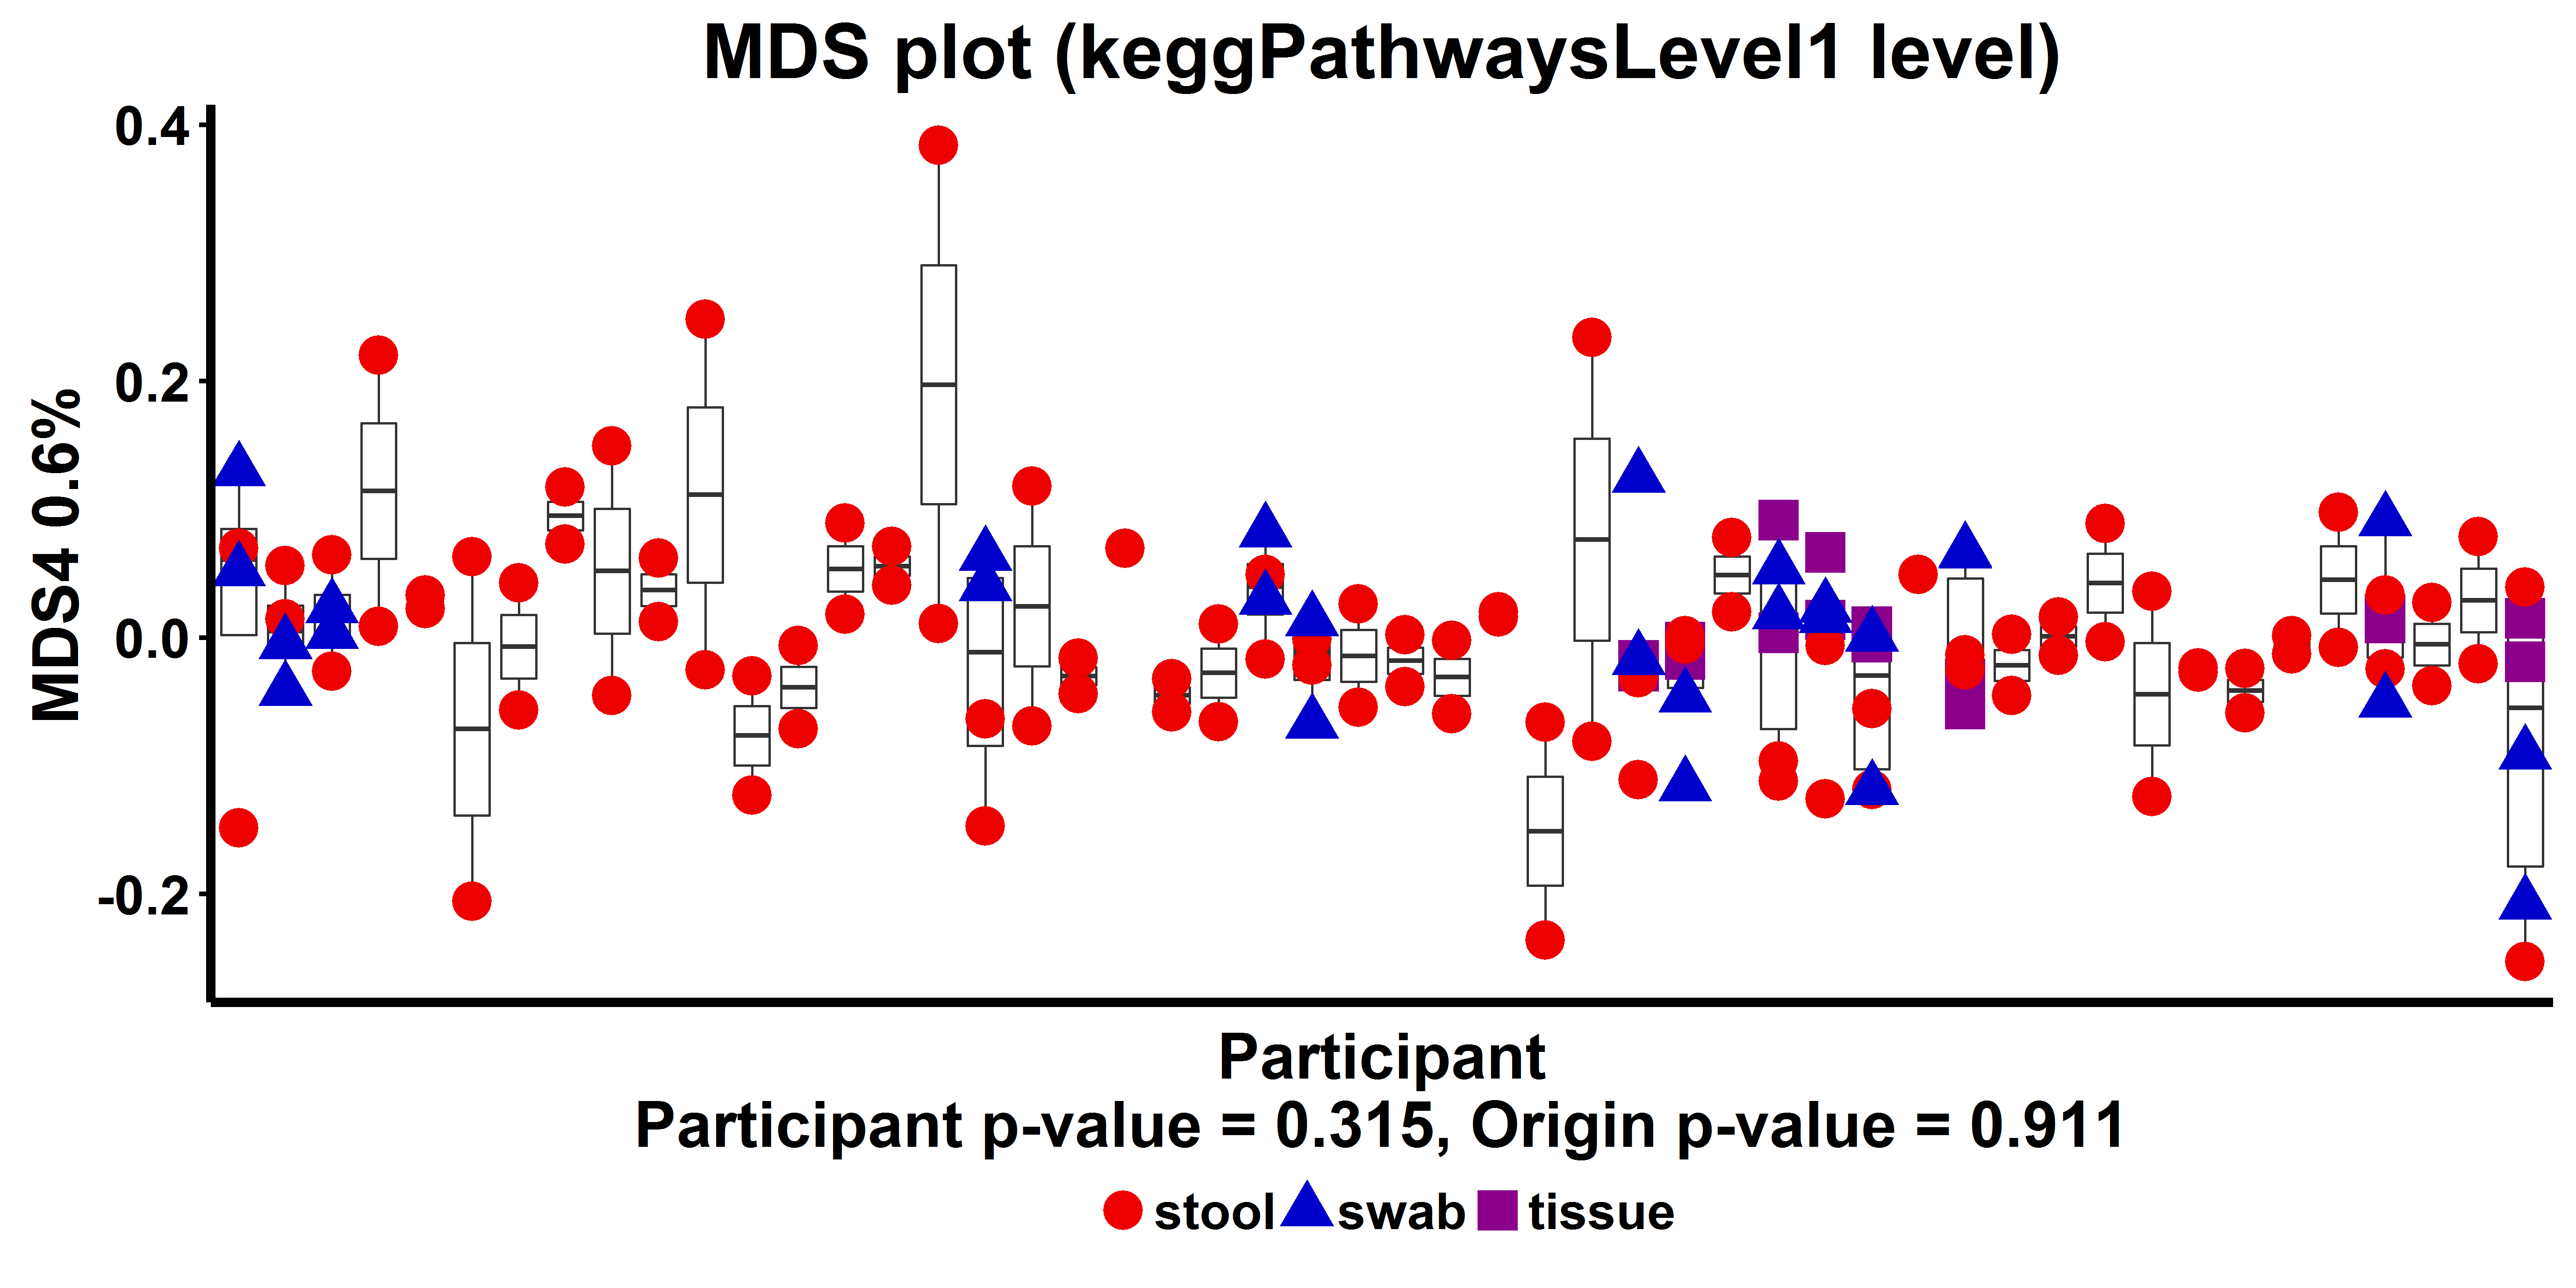 MDS plot (keggPathwaysLevel1 level)
MDS4 0.6%
0.4
0.2
0.0
-0.2
Participant
Participant p-value = 0.315, Origin p-value = 0.911
stool swab tissue